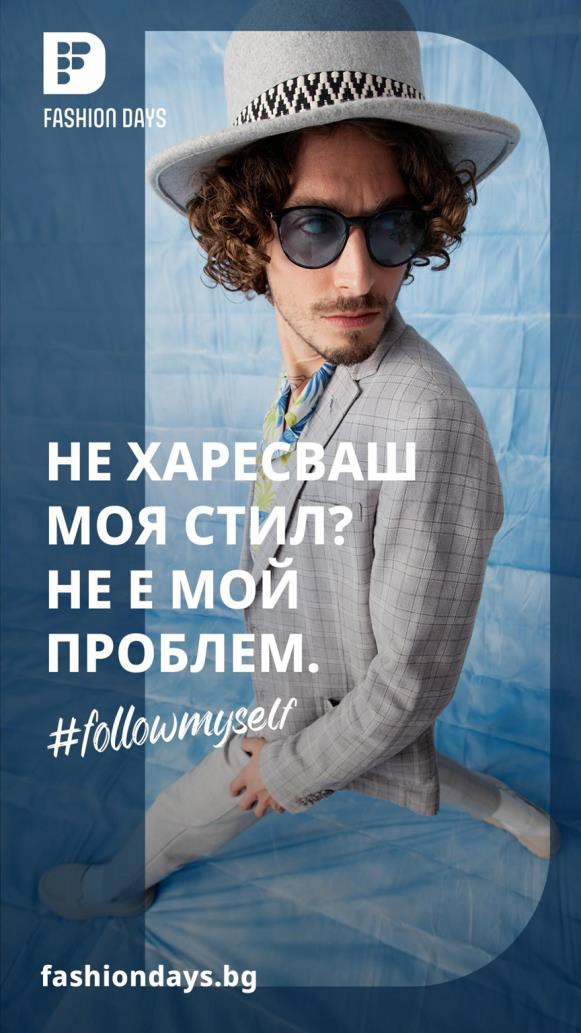 FASHION DAYS
НЕ ХАРЕСВАШ
МОЯ СТИЛ?
НЕ Е МОЙ
ПРОБЛЕМ.
#followmyself
fashiondays.bg